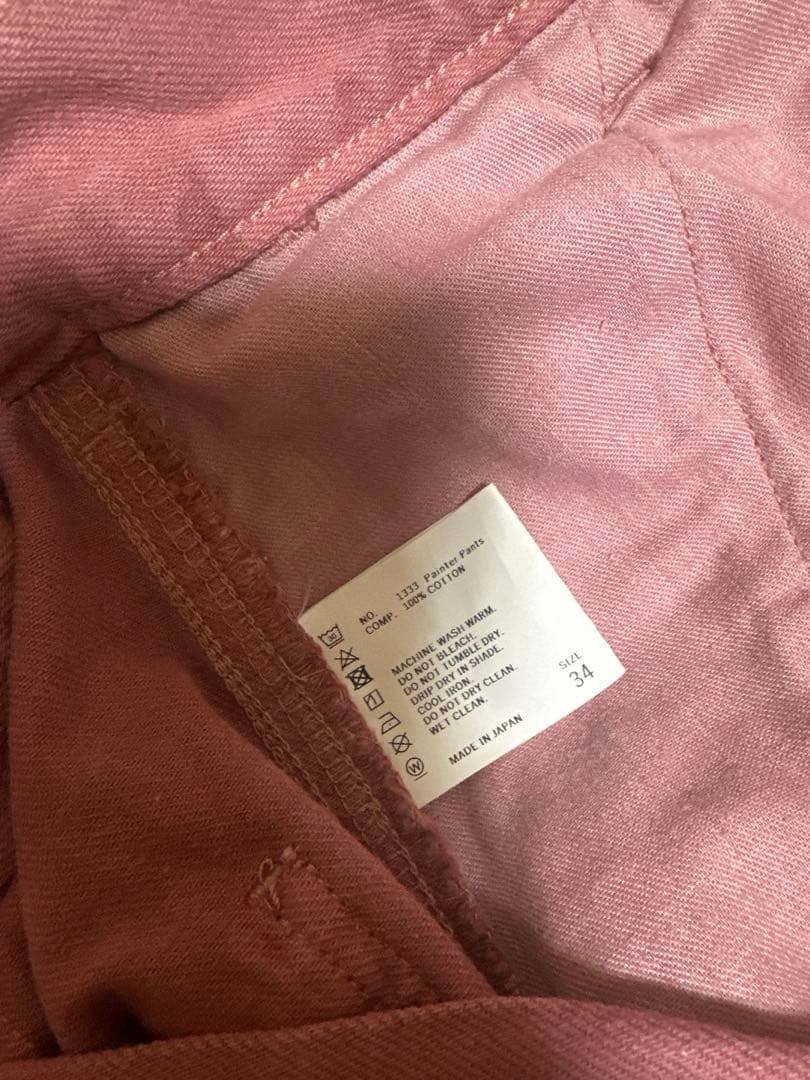 NO. 1333 Painter Pants
COMP. 100% COTTON
30
MACHINE WASH WARM.
DO NOT BLEACH.
DO NOT TUMBLE DRY.
DRIP DRY IN SHADE.
COOL IRON.
DO NOT DRY CLEAN.
WET CLEAN.
W
MADE IN JAPAN
SIZE
34